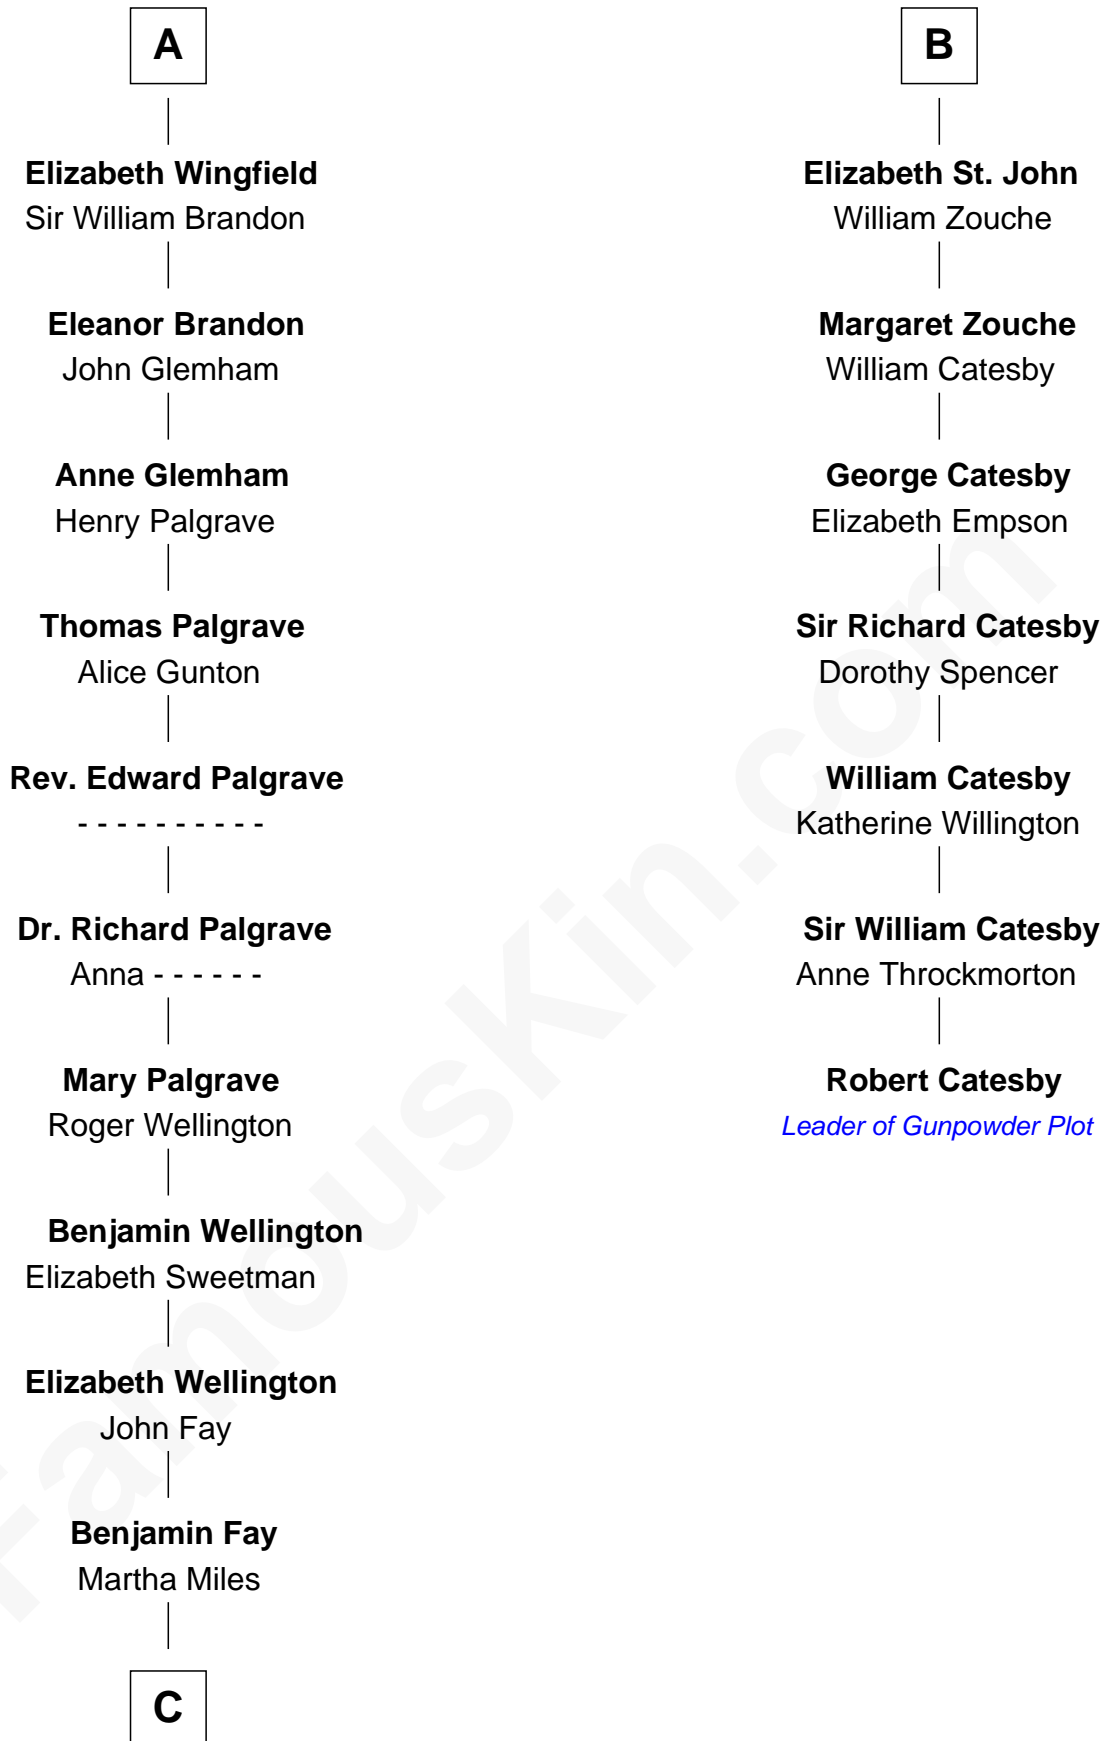 A
Elizabeth Wingfield
Sir William Brandon
Eleanor Brandon
John Glemham
Anne Glemham
Henry Palgrave
Thomas Palgrave
Alice Gunton
Rev. Edward Palgrave
- - - - - - - - - -
Dr. Richard Palgrave
Anna - - - - - -
Mary Palgrave
Roger Wellington
Benjamin Wellington
Elizabeth Sweetman
Elizabeth Wellington
John Fay
Benjamin Fay
Martha Miles
C
B
Elizabeth St. John
William Zouche
Margaret Zouche
William Catesby
George Catesby
Elizabeth Empson
Sir Richard Catesby
Dorothy Spencer
William Catesby
Katherine Willington
Sir William Catesby
Anne Throckmorton
Robert Catesby
Leader of Gunpowder Plot
FamousKin.com